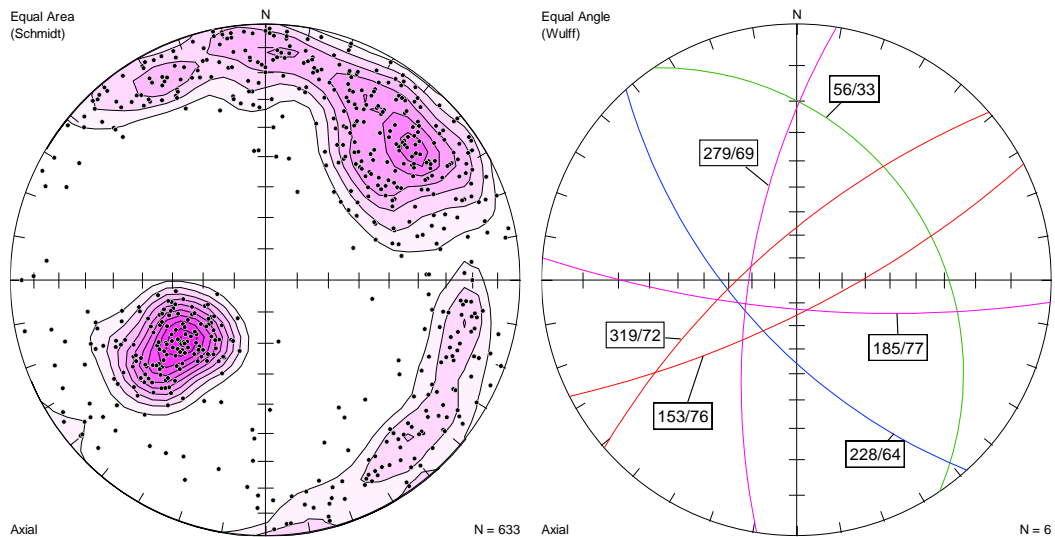 Equal Area
(Schmidt)
N
Axial
N = 633
Equal Angle
(Wulff)
N
56/33
279/69
319/72
185/77
153/76
228/64
Axial
N = 6